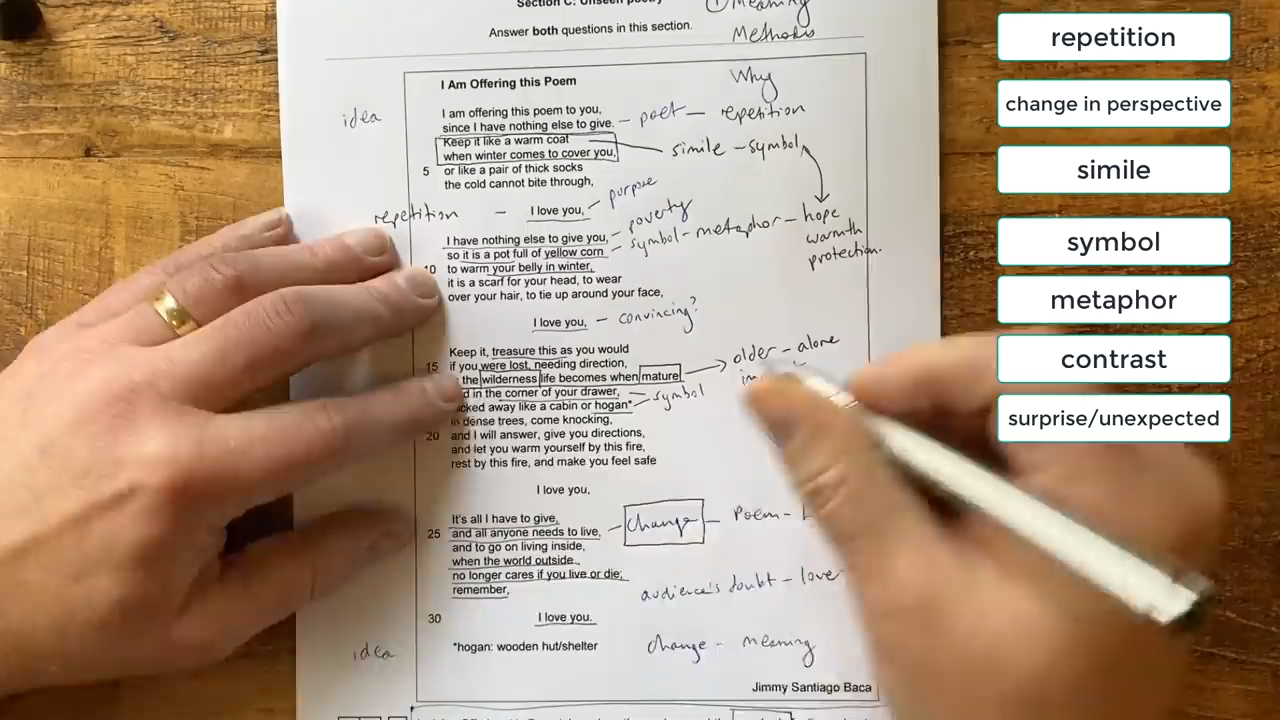 Section C: Unseen poetry
① Meaning
Answer both questions in this section.
Methods
I Am Offering this Poem
Why
idea
I am offering this poem to you,
since I have nothing else to give. – poet – repetition
Keep it like a warm coat
when winter comes to cover you,
simile – symbol
5 or like a pair of thick socks
the cold cannot bite through,
repetition – I love you, – purpose
I have nothing else to give you, – poverty
so it is a pot full of yellow corn – symbol – metaphor – hope
warmth
protection.
10 to warm your belly in winter,
it is a scarf for your head, to wear
over your hair, to tie up around your face,
I love you, – convincing?
Keep it, treasure this as you would
15 if you were lost, needing direction,
the wilderness life becomes when mature
older – alone
in the corner of your drawer,
cked away like a cabin or hogan* – symbol
in dense trees, come knocking,
20 and I will answer, give you directions,
and let you warm yourself by this fire,
rest by this fire, and make you feel safe
I love you,
It's all I have to give,
25 and all anyone needs to live, – change – Poem –
and to go on living inside,
when the world outside
no longer cares if you live or die;
remember,
audience's doubt – love
30 I love you.
idea
*hogan: wooden hut/shelter
change – meaning
Jimmy Santiago Baca
repetition
change in perspective
simile
symbol
metaphor
contrast
surprise/unexpected